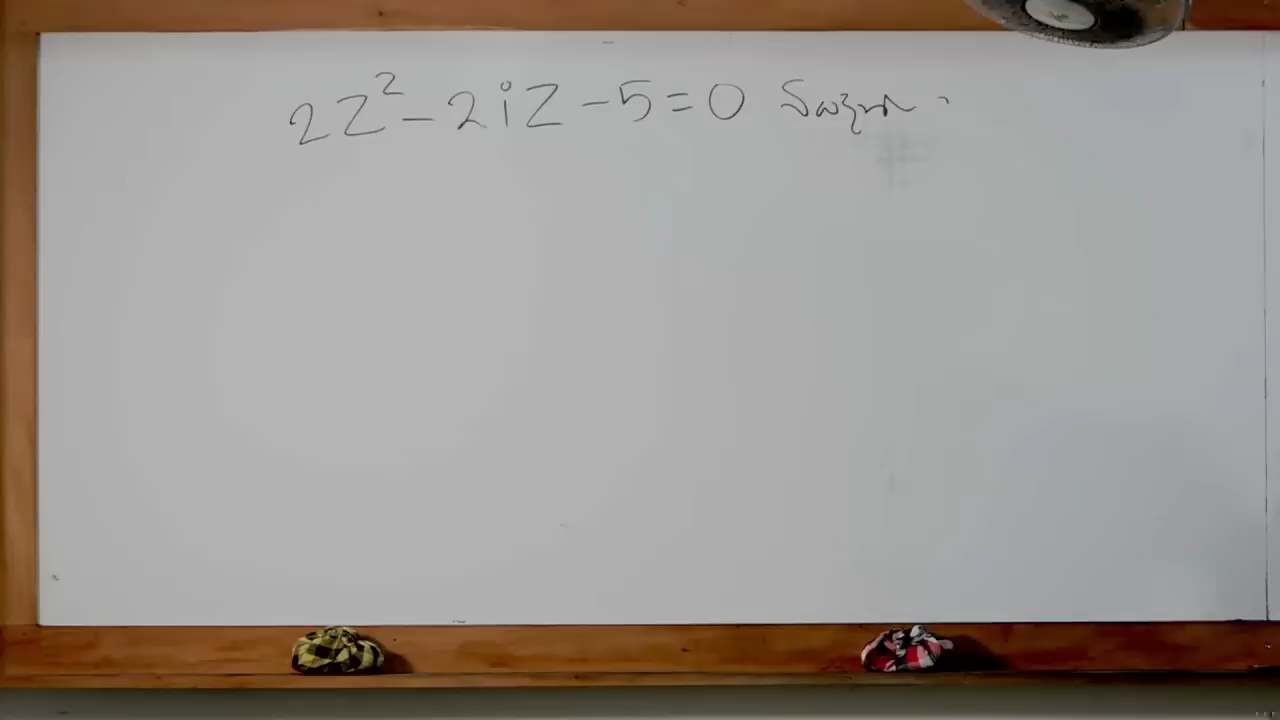 2Z² - 2iZ - 5 = 0